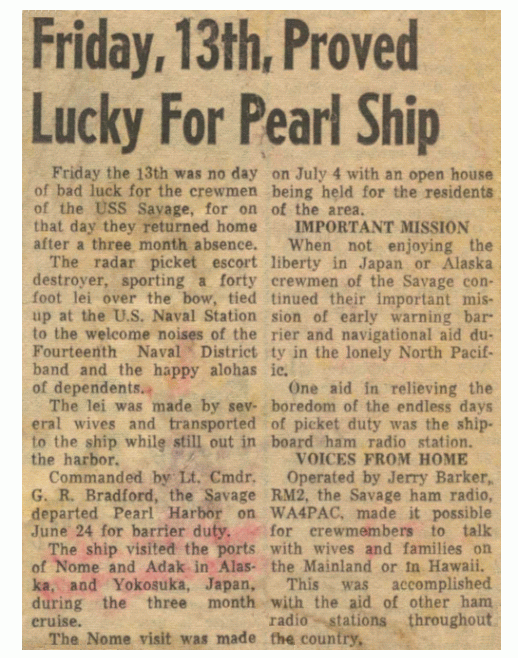 Friday, 13th, Proved
Lucky For Pearl Ship
Friday the 13th was no day
of bad luck for the crewmen
of the USS Savage, for on
that day they returned home
after a three month absence.
The radar picket escort
destroyer, sporting a forty
foot lei over the bow, tied
up at the U.S. Naval Station
to the welcome noises of the
Fourteenth Naval District
band and the happy alohas
of dependents.
The lei was made by sev-
eral wives and transported
to the ship while still out in
the harbor.
Commanded by Lt. Cmdr.
G. R. Bradford, the Savage
departed Pearl Harbor on
June 24 for barrier duty.
The ship visited the ports
of Nome and Adak in Alas-
ka, and Yokosuka, Japan,
during the three month
cruise.
The Nome visit was made
on July 4 with an open house
being held for the residents
of the area.
IMPORTANT MISSION
When not enjoying the
liberty in Japan or Alaska
crewmen of the Savage con-
tinued their important mis-
sion of early warning bar-
rier and navigational aid du-
ty in the lonely North Pacif-
ic.
One aid in relieving the
boredom of the endless days
of picket duty was the ship-
board ham radio station.
VOICES FROM HOME
Operated by Jerry Barker,
RM2, the Savage ham radio,
WA4PAC, made it possible
for crewmembers to talk
with wives and families on
the Mainland or in Hawaii.
This was accomplished
with the aid of other ham
radio stations throughout
the country.